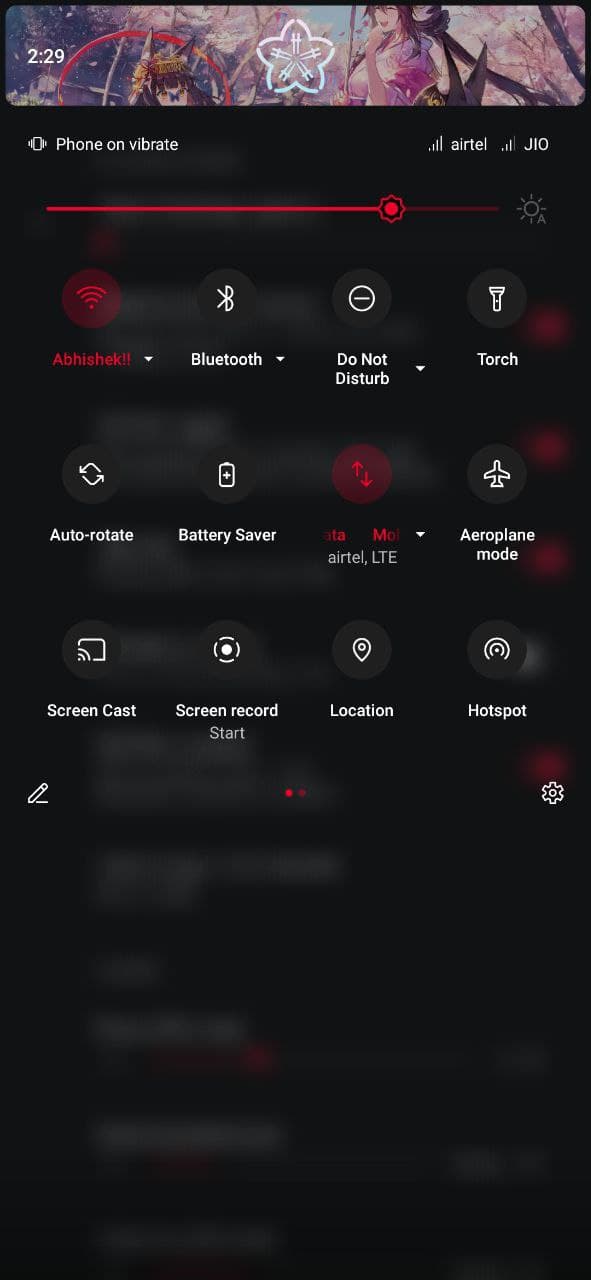 2:29
Phone on vibrate
airtel JIO
A
Abhishek!! Bluetooth Do Not Torch
Disturb
Auto-rotate Battery Saver ata Mo Aeroplane
airtel, LTE mode
Screen Cast Screen record Location Hotspot
Start